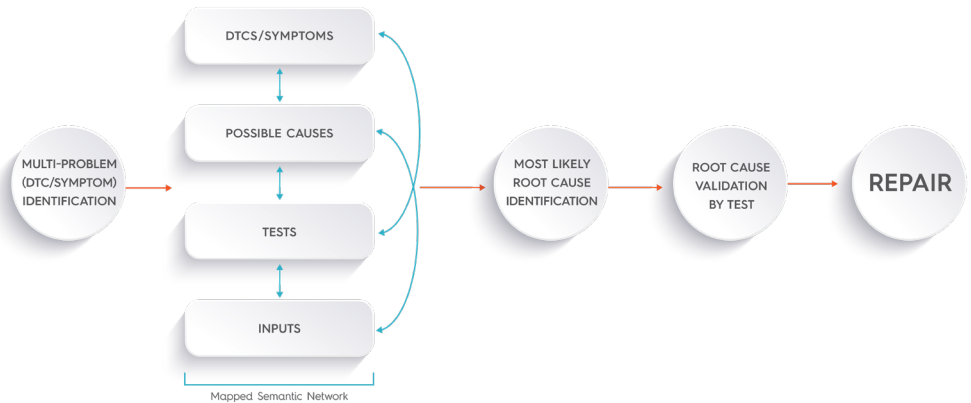 DTCS/SYMPTOMS
POSSIBLE CAUSES
TESTS
INPUTS
Mapped Semantic Network
MULTI-PROBLEM
(DTC/SYMPTOM)
IDENTIFICATION
MOST LIKELY
ROOT CAUSE
IDENTIFICATION
ROOT CAUSE
VALIDATION
BY TEST
REPAIR